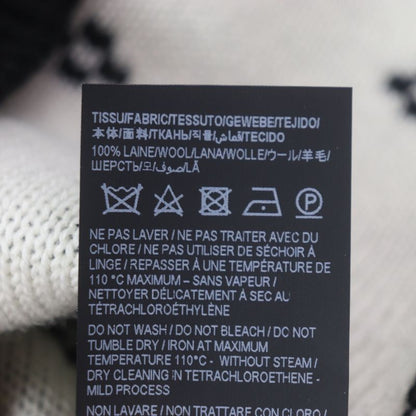 TISSU/FABRIC/TESSUTO/GEWEBE/TEJIDO/
本体/面料/ТКАНЬ/직물/قماش/TECIDO
100% LAINE/WOOL/LANA/WOLLE/ウール/羊毛/
ШЕРСТЬ/모/صوف/LÃ
P
NE PAS LAVER / NE PAS TRAITER AVEC DU
CHLORE / NE PAS UTILISER DE SÉCHOIR À
LINGE / REPASSER À UNE TEMPÉRATURE DE
110 °C MAXIMUM – SANS VAPEUR /
NETTOYER DÉLICATEMENT À SEC AU
TÉTRACHLOROÉTHYLÈNE
DO NOT WASH / DO NOT BLEACH / DO NOT
TUMBLE DRY / IRON AT MAXIMUM
TEMPERATURE 110°C - WITHOUT STEAM /
DRY CLEANING IN TETRACHLOROETHLENE -
MILD PROCESS
NON LAVARE / NON TRATTARE CON CLORO /